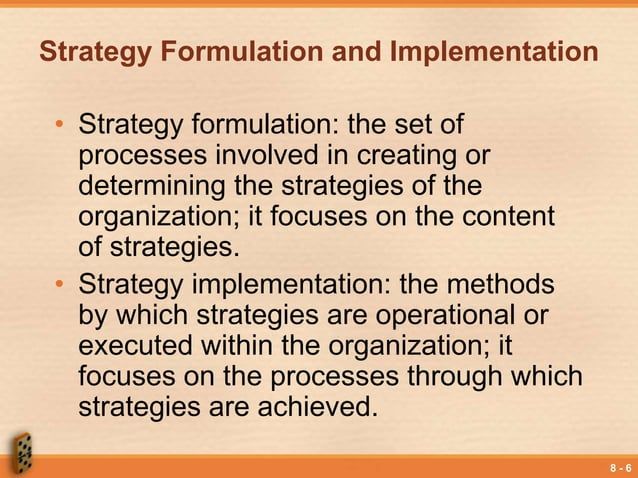 Strategy Formulation and Implementation
• Strategy formulation: the set of
processes involved in creating or
determining the strategies of the
organization; it focuses on the content
of strategies.
• Strategy implementation: the methods
by which strategies are operational or
executed within the organization; it
focuses on the processes through which
strategies are achieved.
8 - 6